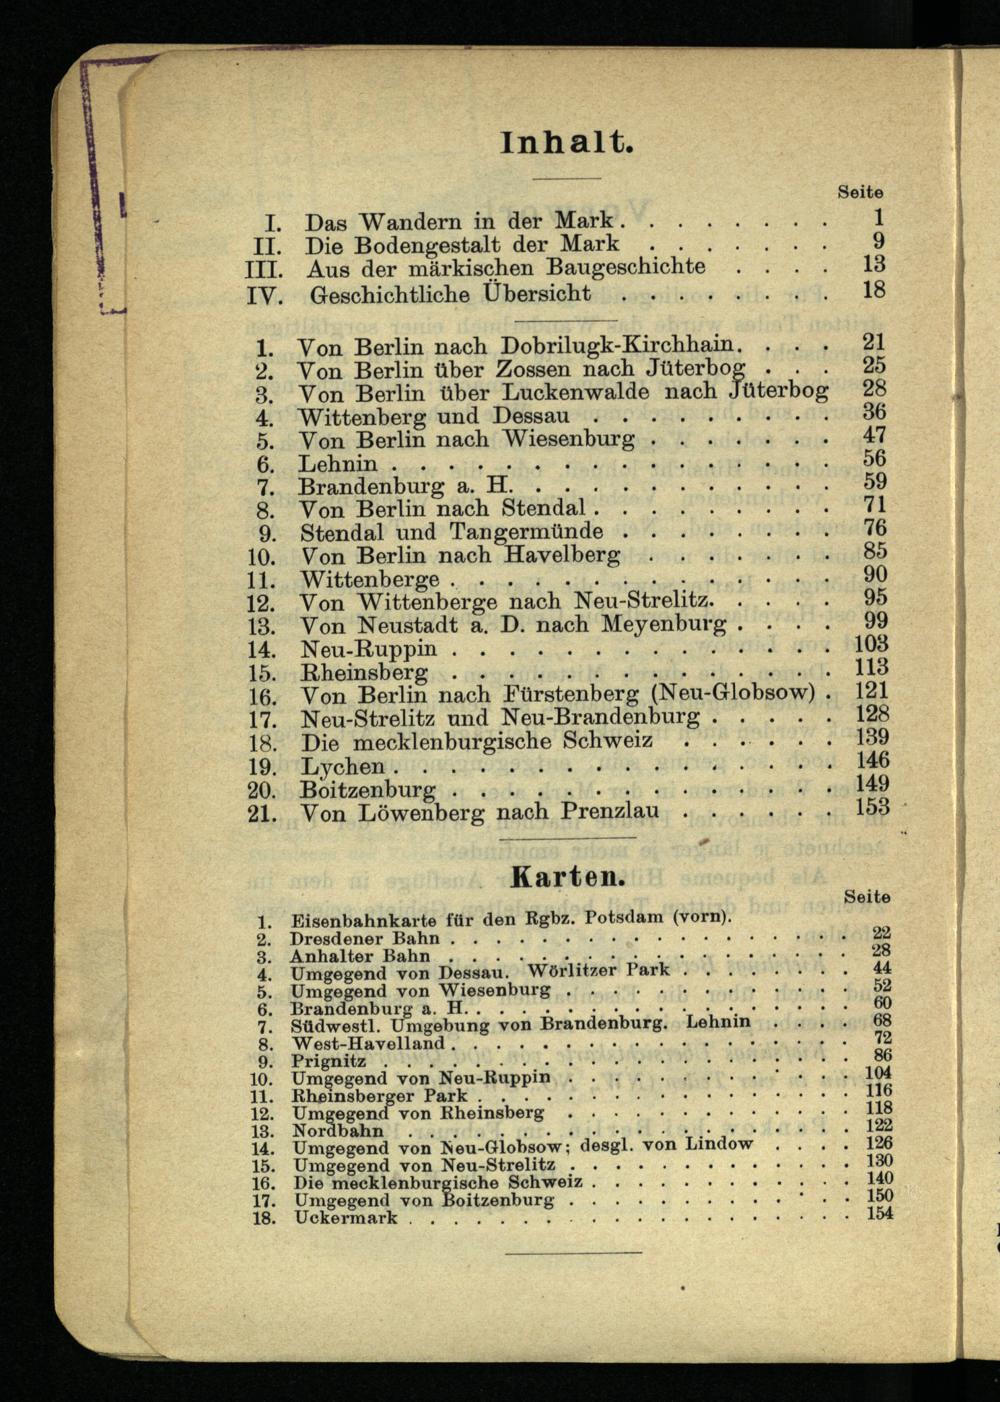 Inhalt.
Seite
I. Das Wandern in der Mark . . . . . . . . 1
II. Die Bodengestalt der Mark . . . . . . . 9
III. Aus der märkischen Baugeschichte . . . . 13
IV. Geschichtliche Übersicht . . . . . . . . 18
1. Von Berlin nach Dobrilugk-Kirchhain. . . . 21
2. Von Berlin über Zossen nach Jüterbog . . . 25
3. Von Berlin über Luckenwalde nach Jüterbog 28
4. Wittenberg und Dessau . . . . . . . . . 36
5. Von Berlin nach Wiesenburg . . . . . . . 47
6. Lehnin . . . . . . . . . . . . . . . . 56
7. Brandenburg a. H. . . . . . . . . . . . 59
8. Von Berlin nach Stendal . . . . . . . . . 71
9. Stendal und Tangermünde . . . . . . . . 76
10. Von Berlin nach Havelberg . . . . . . . 85
11. Wittenberge . . . . . . . . . . . . . . 90
12. Von Wittenberge nach Neu-Strelitz. . . . . 95
13. Von Neustadt a. D. nach Meyenburg . . . . 99
14. Neu-Ruppin . . . . . . . . . . . . . . 103
15. Rheinsberg . . . . . . . . . . . . . . 113
16. Von Berlin nach Fürstenberg (Neu-Globsow) . 121
17. Neu-Strelitz und Neu-Brandenburg . . . . . 128
18. Die mecklenburgische Schweiz . . . . . . 139
19. Lychen . . . . . . . . . . . . . . . . 146
20. Boitzenburg . . . . . . . . . . . . . . 149
21. Von Löwenberg nach Prenzlau . . . . . . 153
Karten.
Seite
1. Eisenbahnkarte für den Rgbz. Potsdam (vorn).
2. Dresdener Bahn . . . . . . . . . . . . . . . . . . 22
3. Anhalter Bahn . . . . . . . . . . . . . . . . . . 28
4. Umgegend von Dessau. Wörlitzer Park . . . . . . . . 44
5. Umgegend von Wiesenburg . . . . . . . . . . . . . 52
6. Brandenburg a. H. . . . . . . . . . . . . . . . . . 60
7. Südwestl. Umgebung von Brandenburg. Lehnin . . . . 68
8. West-Havelland . . . . . . . . . . . . . . . . . . 72
9. Prignitz . . . . . . . . . . . . . . . . . . . . . 86
10. Umgegend von Neu-Ruppin . . . . . . . . . . . . . 104
11. Rheinsberger Park . . . . . . . . . . . . . . . . . 116
12. Umgegend von Rheinsberg . . . . . . . . . . . . . 118
13. Nordbahn . . . . . . . . . . . . . . . . . . . . 122
14. Umgegend von Neu-Globsow; desgl. von Lindow . . . . 126
15. Umgegend von Neu-Strelitz . . . . . . . . . . . . . 130
16. Die mecklenburgische Schweiz . . . . . . . . . . . . 140
17. Umgegend von Boitzenburg . . . . . . . . . . . . . 150
18. Uckermark . . . . . . . . . . . . . . . . . . . . 154